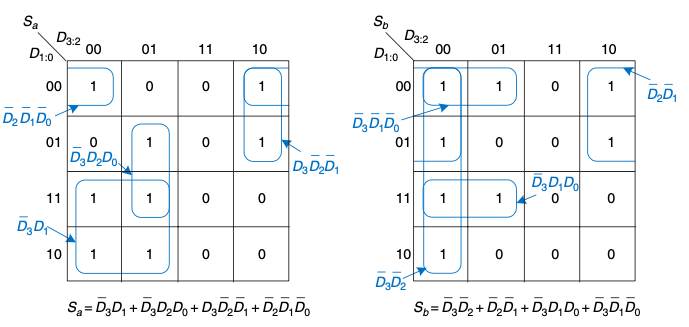 Sₐ
D₃:₂
D₁:₀ 00 01 11 10
00 1 0 0 1
D̅₂D̅₁D̅₀
01 0 1 0 1
D̅₃D₂D₀
D₃D̅₂D̅₁
11 1 1 0 0
D̅₃D₁
10 1 1 0 0
Sₐ = D̅₃D₁ + D̅₃D₂D₀ + D₃D̅₂D̅₁ + D̅₂D̅₁D̅₀
S_b
D₃:₂
D₁:₀ 00 01 11 10
00 1 1 0 1
D̅₂D̅₁
D̅₃D̅₁D̅₀
01 1 0 0 1
D̅₃D₁D₀
11 1 1 0 0
10 1 0 0 0
D̅₃D̅₂
S_b = D̅₃D̅₂ + D̅₂D̅₁ + D̅₃D₁D₀ + D̅₃D̅₁D̅₀